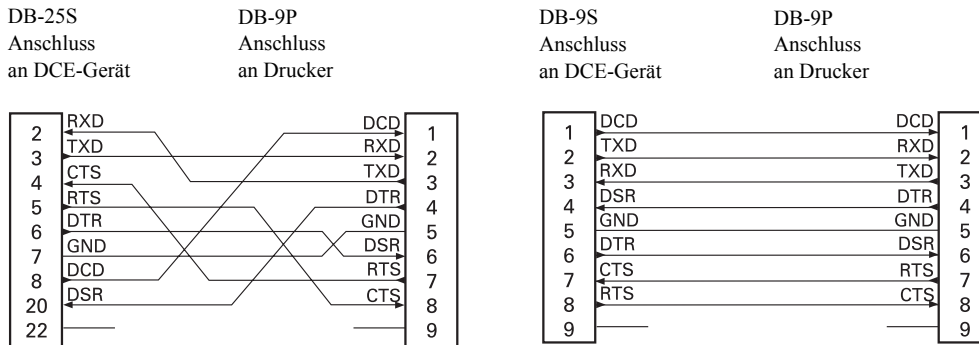 DB-25S
Anschluss
an DCE-Gerät
DB-9P
Anschluss
an Drucker
2 RXD DCD 1
3 TXD RXD 2
4 CTS TXD 3
5 RTS DTR 4
6 DTR GND 5
7 GND DSR 6
8 DCD RTS 7
20 DSR CTS 8
22 9
DB-9S
Anschluss
an DCE-Gerät
DB-9P
Anschluss
an Drucker
1 DCD DCD 1
2 TXD RXD 2
3 RXD TXD 3
4 DSR DTR 4
5 GND GND 5
6 DTR DSR 6
7 CTS RTS 7
8 RTS CTS 8
9 9